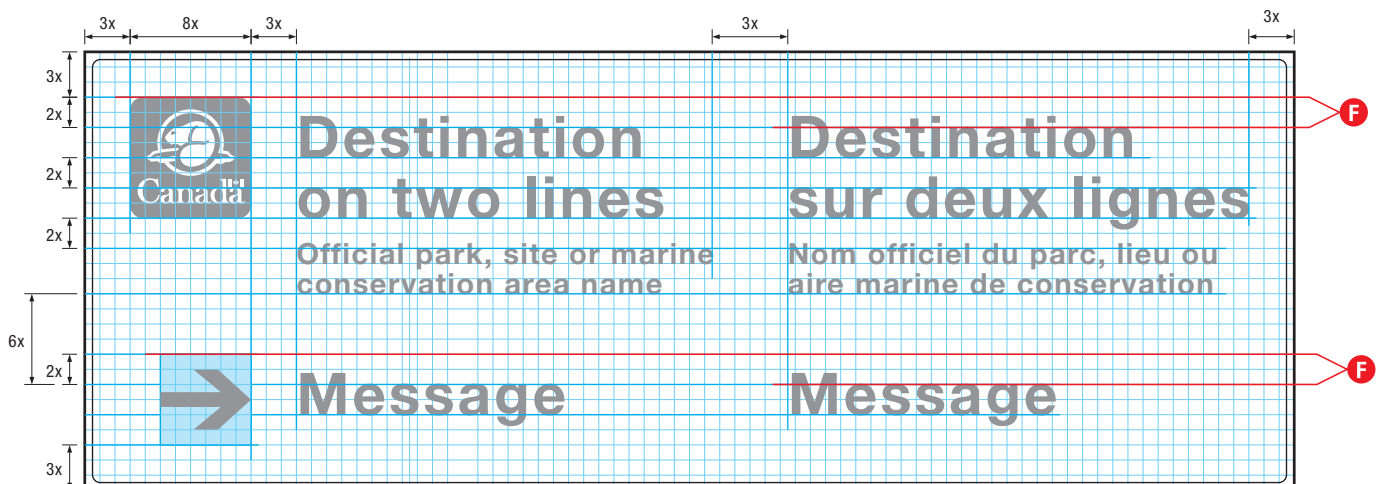 3x 8x 3x 3x 3x
3x
2x
F
Destination
on two lines
Destination
sur deux lignes
2x
Canadä
2x
Official park, site or marine
conservation area name
Nom officiel du parc, lieu ou
aire marine de conservation
6x
2x
F
Message
Message
3x